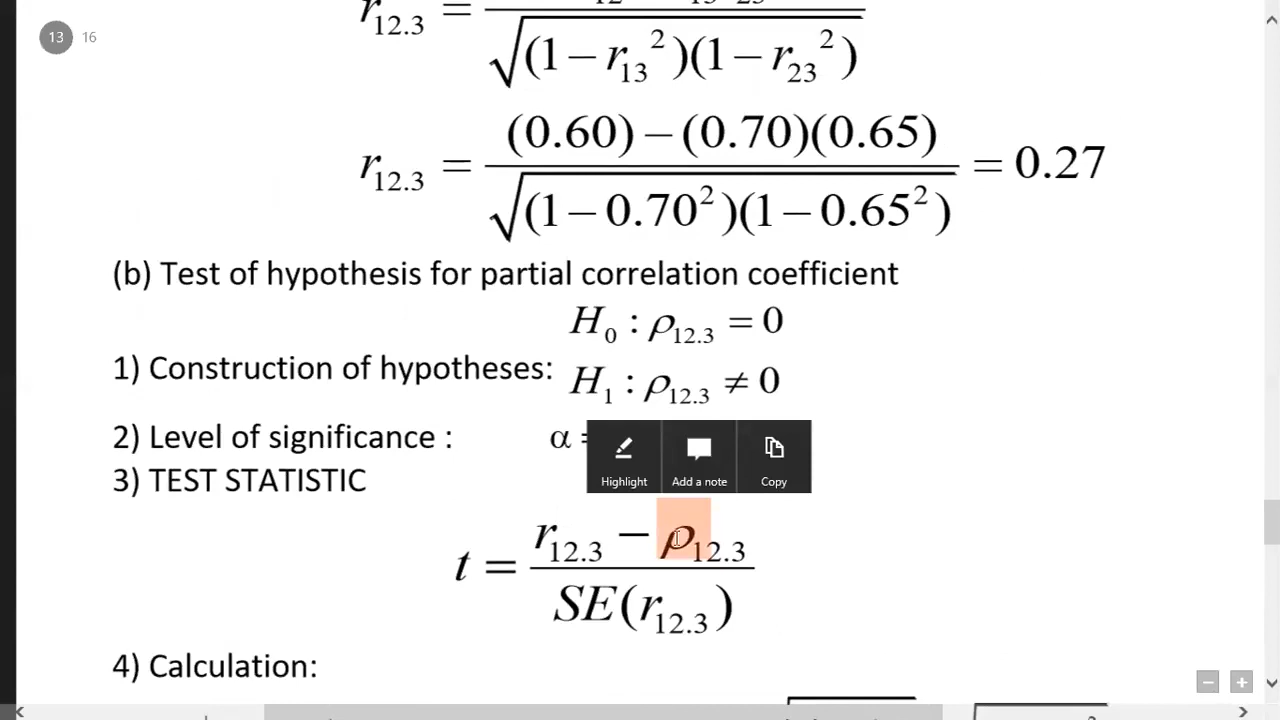 13 16
r₁₂.₃ =
√(1 − r₁₃²)(1 − r₂₃²)
r₁₂.₃ = (0.60) − (0.70)(0.65) / √(1 − 0.70²)(1 − 0.65²) = 0.27
(b) Test of hypothesis for partial correlation coefficient
H₀ : ρ₁₂.₃ = 0
1) Construction of hypotheses:
H₁ : ρ₁₂.₃ ≠ 0
2) Level of significance : α =
Highlight Add a note Copy
3) TEST STATISTIC
t = r₁₂.₃ − ρ₁₂.₃ / SE(r₁₂.₃)
4) Calculation: